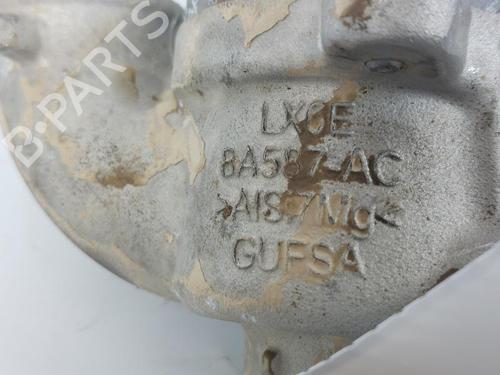 B-PARTS
LX6E
8A587-AC
>AlSi7Mg<
GUFSA